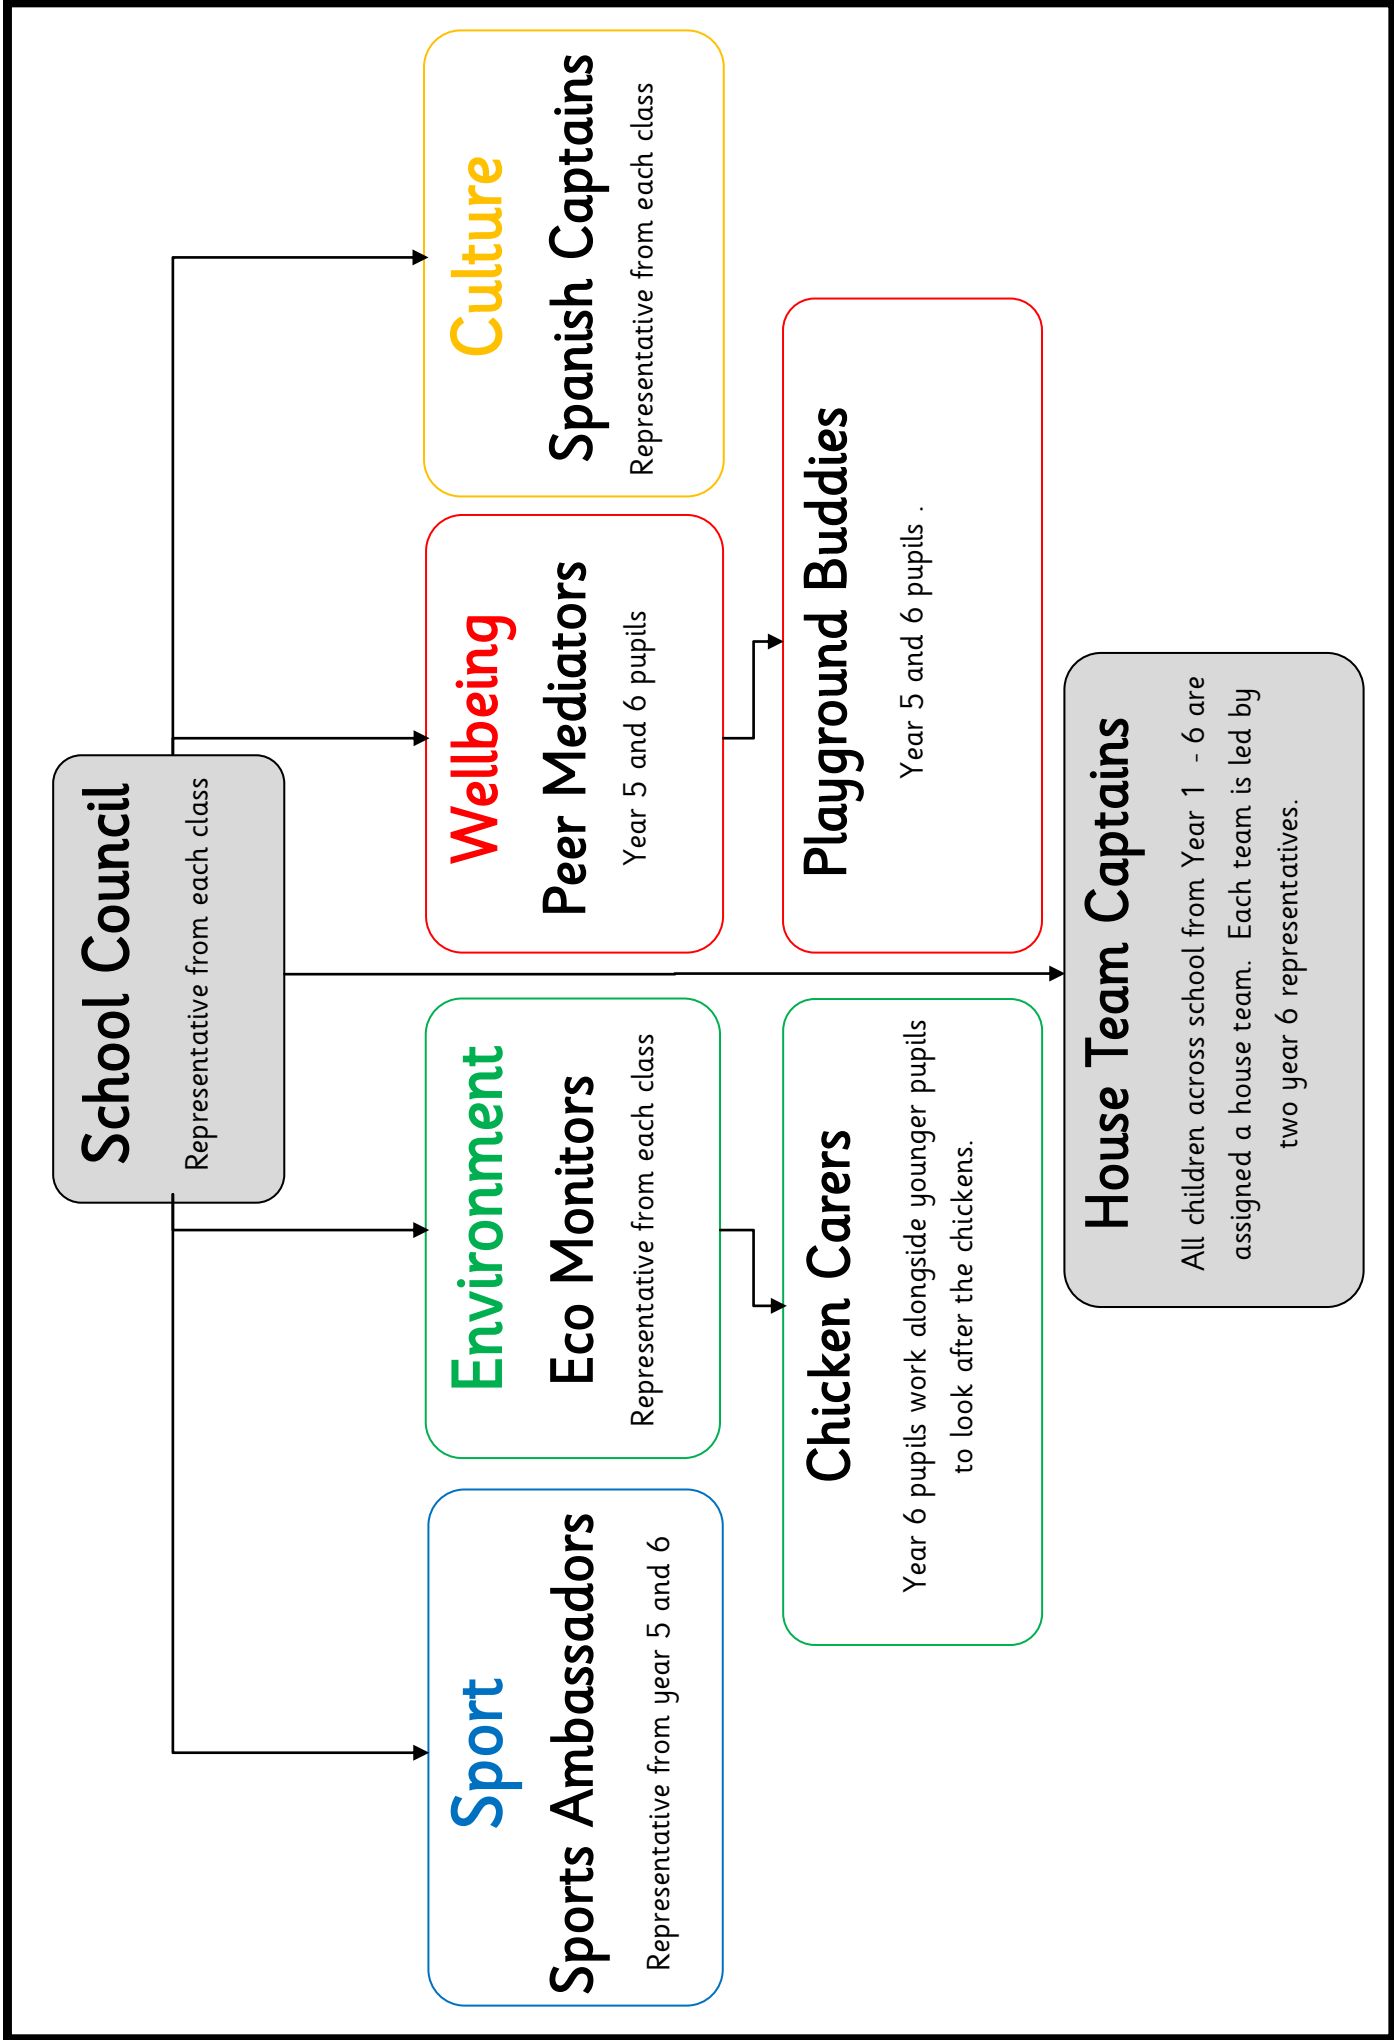 School Council
Representative from each class
Sport
Sports Ambassadors
Representative from year 5 and 6
Environment
Eco Monitors
Representative from each class
Wellbeing
Peer Mediators
Year 5 and 6 pupils
Culture
Spanish Captains
Representative from each class
Chicken Carers
Year 6 pupils work alongside younger pupils
to look after the chickens.
Playground Buddies
Year 5 and 6 pupils .
House Team Captains
All children across school from Year 1 - 6 are
assigned a house team. Each team is led by
two year 6 representatives.